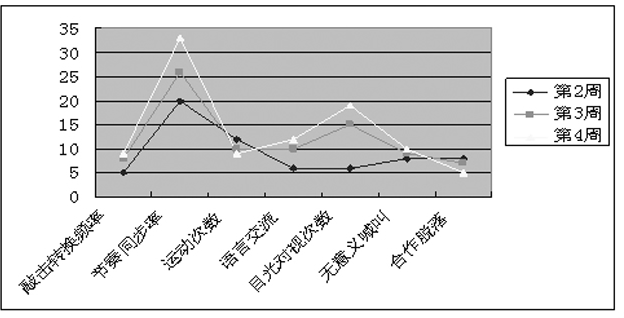 35
30
25
20
15
10
5
0
敲击转换频率
节奏同步率
运动次数
语言交流
目光对视次数
无意义喊叫
合作脱落
第2周
第3周
第4周